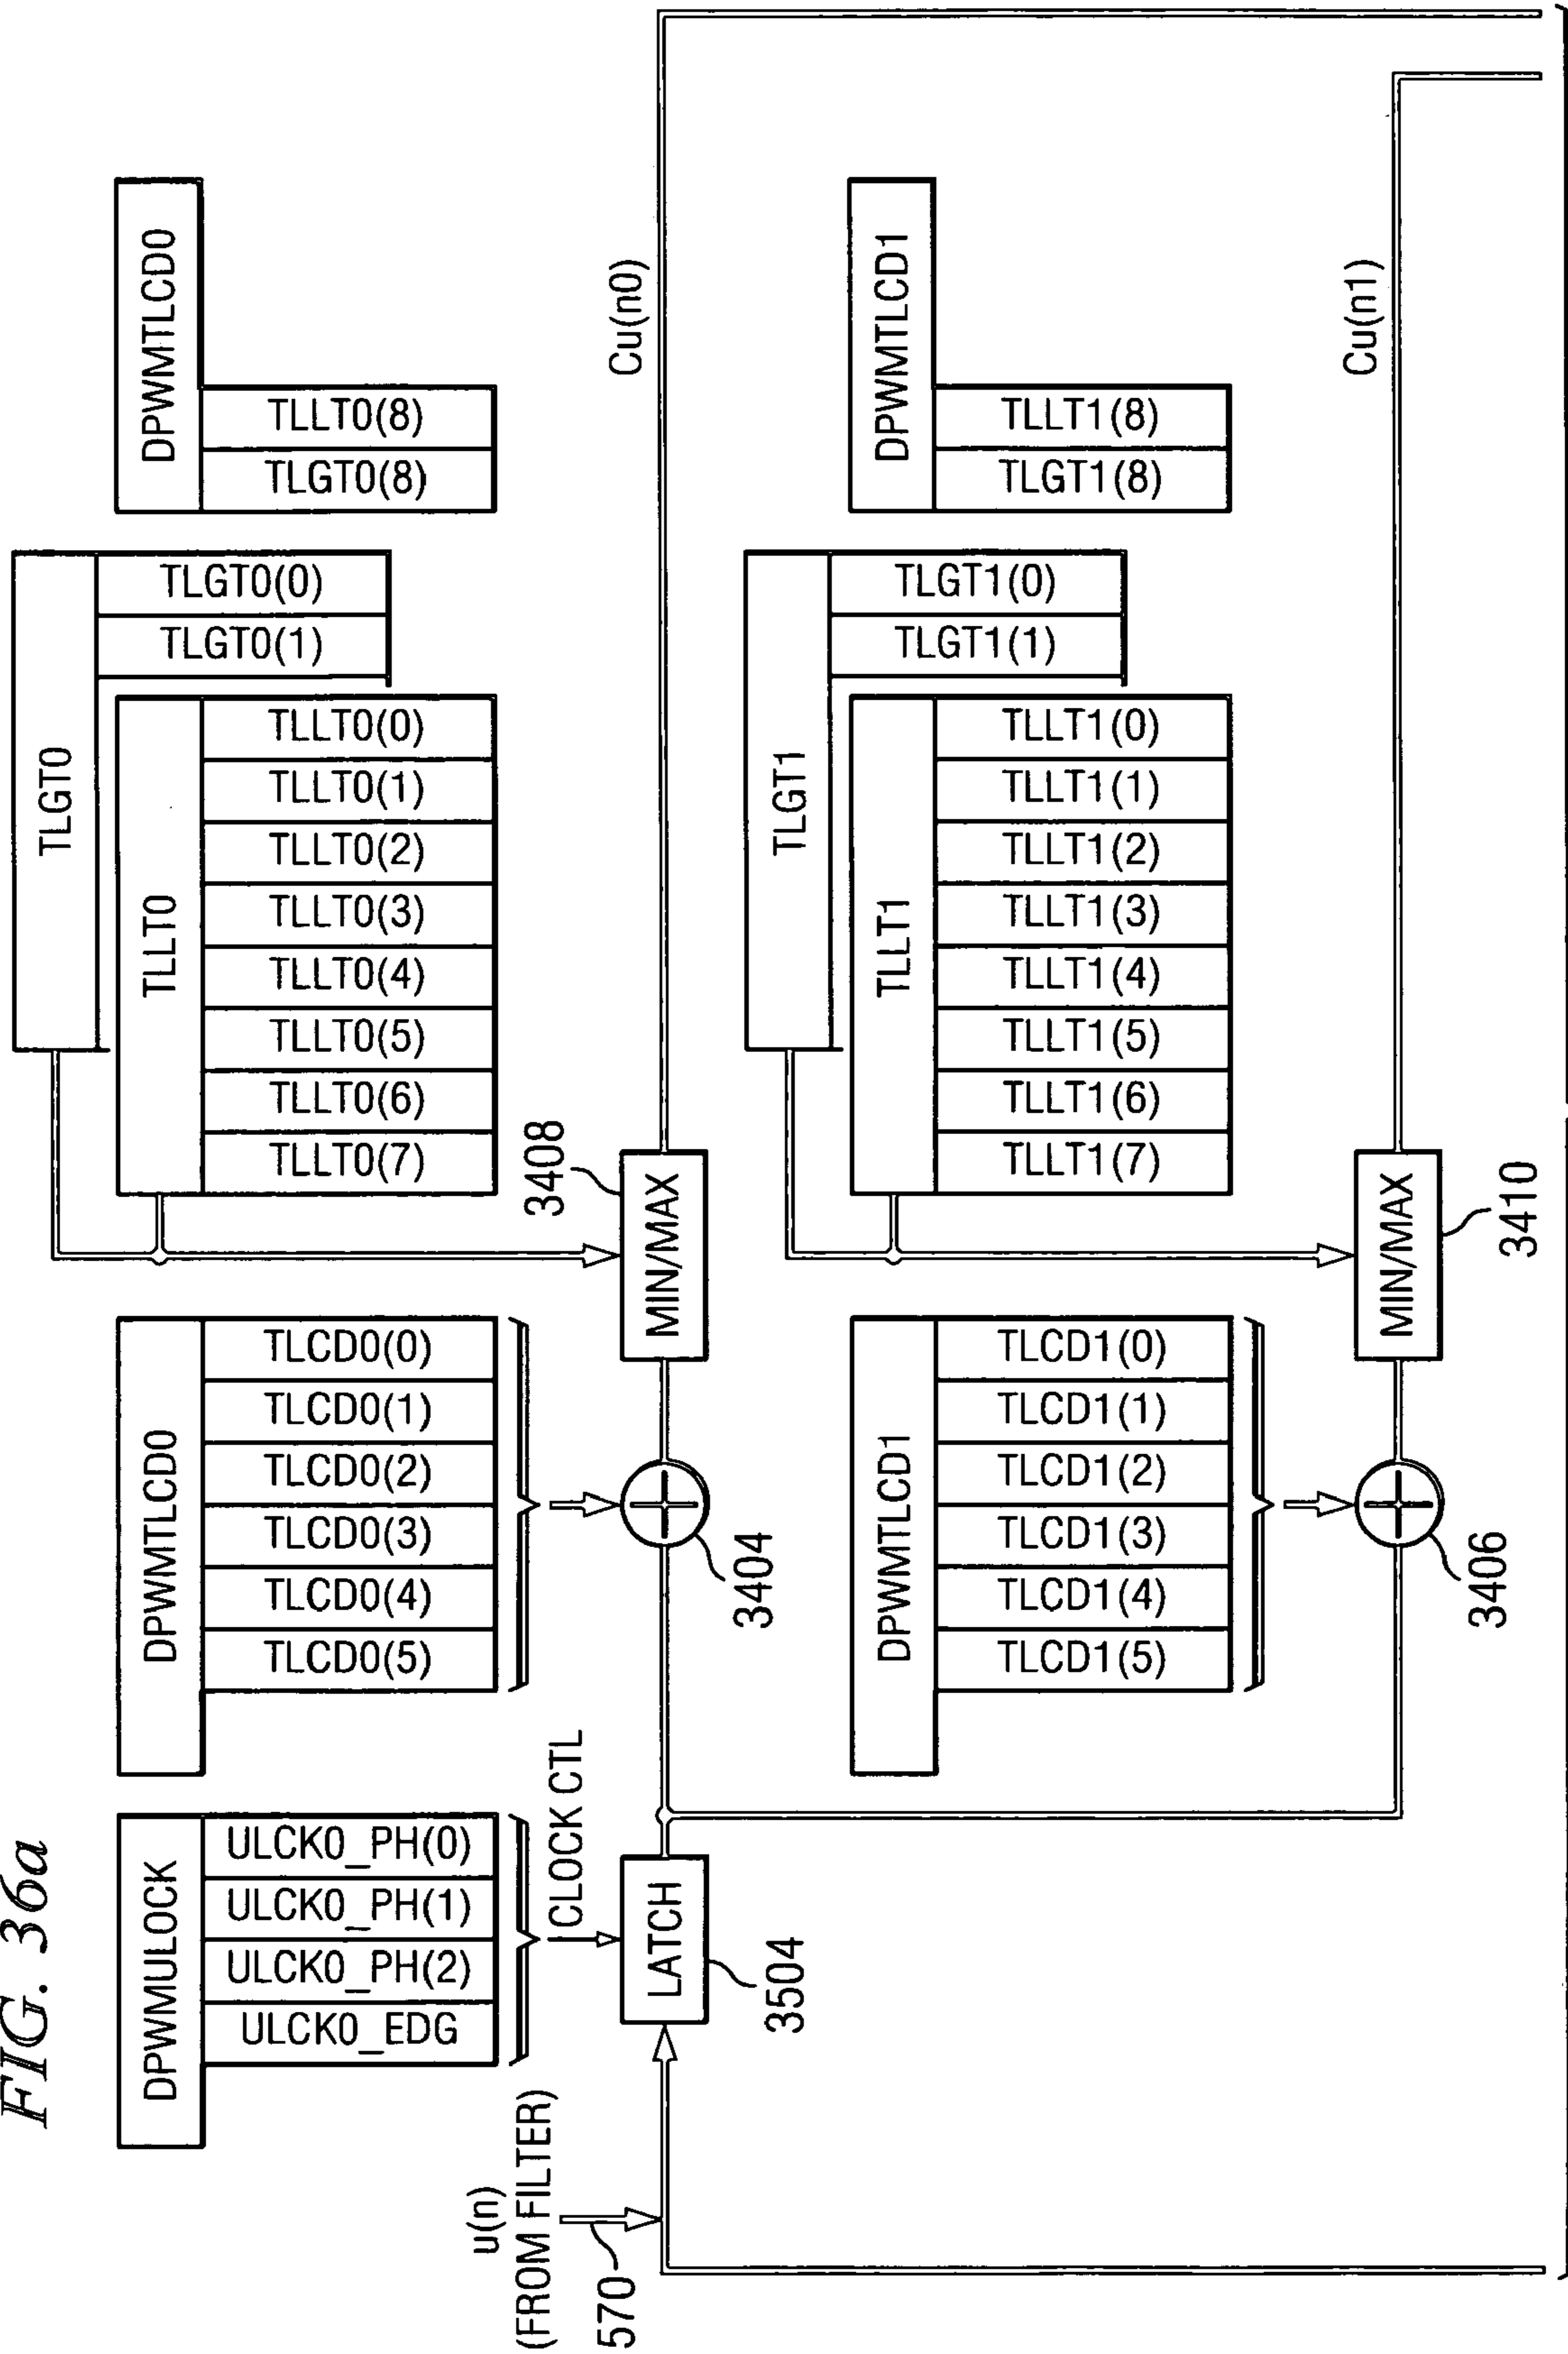 FIG. 36a
TLGT0
TLGT0(1)
TLGT0(0)
DPWMULOCK
ULCK0_EDG
ULCK0_PH(2)
ULCK0_PH(1)
ULCK0_PH(0)
DPWMTLCD0
TLCD0(5)
TLCD0(4)
TLCD0(3)
TLCD0(2)
TLCD0(1)
TLCD0(0)
TLLT0
TLLT0(7)
TLLT0(6)
TLLT0(5)
TLLT0(4)
TLLT0(3)
TLLT0(2)
TLLT0(1)
TLLT0(0)
DPWMTLCD0
TLGT0(8)
TLLT0(8)
u(n)
(FROM FILTER)
570
CLOCK CTL
LATCH
3504
3404
3408
MIN/MAX
Cu(n0)
TLGT1
TLGT1(1)
TLGT1(0)
DPWMTLCD1
TLCD1(5)
TLCD1(4)
TLCD1(3)
TLCD1(2)
TLCD1(1)
TLCD1(0)
TLLT1
TLLT1(7)
TLLT1(6)
TLLT1(5)
TLLT1(4)
TLLT1(3)
TLLT1(2)
TLLT1(1)
TLLT1(0)
DPWMTLCD1
TLGT1(8)
TLLT1(8)
3406
MIN/MAX
3410
Cu(n1)